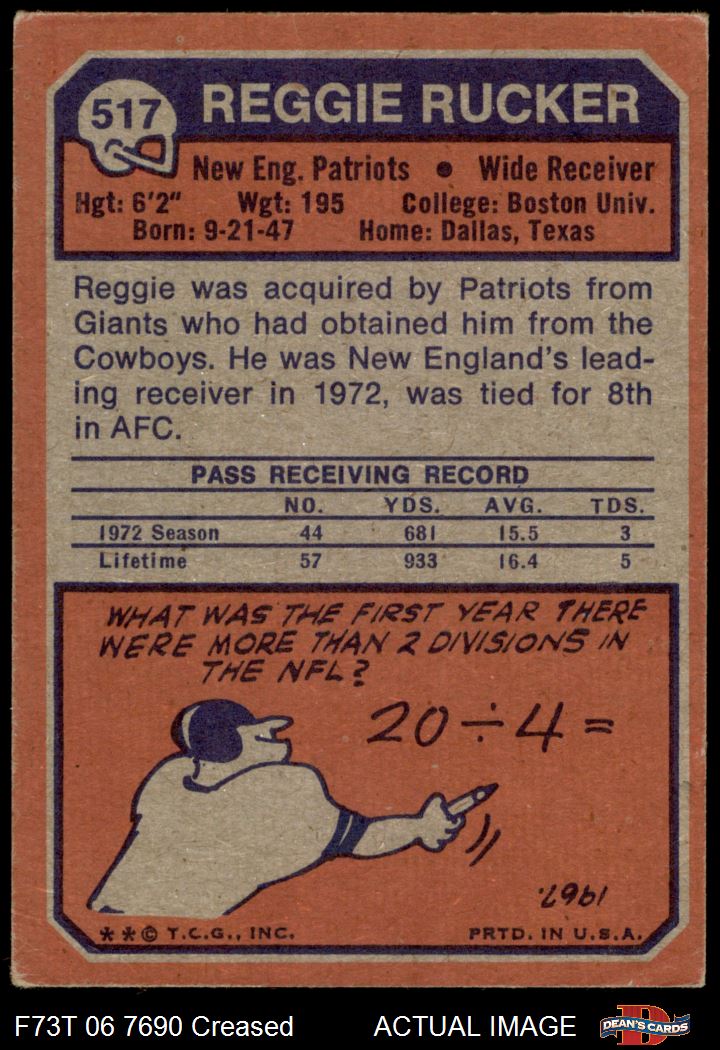 517
REGGIE RUCKER
New Eng. Patriots • Wide Receiver
Hgt: 6'2" Wgt: 195 College: Boston Univ.
Born: 9-21-47 Home: Dallas, Texas
Reggie was acquired by Patriots from
Giants who had obtained him from the
Cowboys. He was New England's lead-
ing receiver in 1972, was tied for 8th
in AFC.
PASS RECEIVING RECORD
NO. YDS. AVG. TDS.
1972 Season 44 681 15.5 3
Lifetime 57 933 16.4 5
WHAT WAS THE FIRST YEAR THERE
WERE MORE THAN 2 DIVISIONS IN
THE NFL?
20 ÷ 4 =
1967.
**© T.C.G., INC. PRTD. IN U.S.A.
F73T 06 7690 Creased ACTUAL IMAGE
D
DEAN'S CARDS